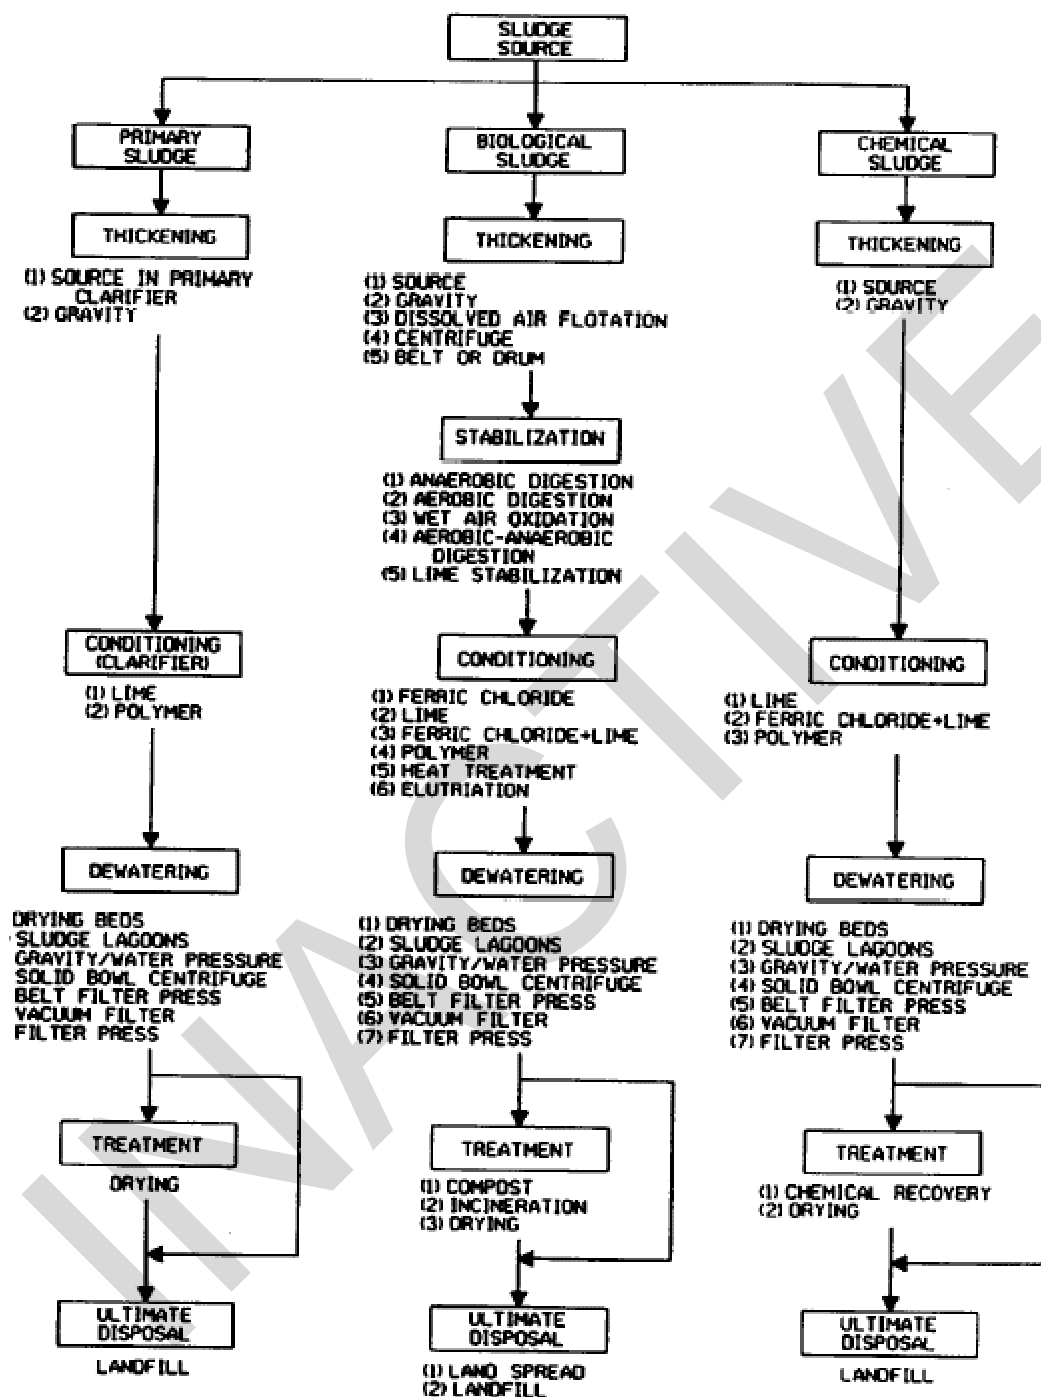 SLUDGE
SOURCE
PRIMARY
SLUDGE
THICKENING
(1) SOURCE IN PRIMARY
CLARIFIER
(2) GRAVITY
CONDITIONING
(CLARIFIER)
(1) LIME
(2) POLYMER
DEWATERING
DRYING BEDS
SLUDGE LAGOONS
GRAVITY/WATER PRESSURE
SOLID BOWL CENTRIFUGE
BELT FILTER PRESS
VACUUM FILTER
FILTER PRESS
TREATMENT
DRYING
ULTIMATE
DISPOSAL
LANDFILL
BIOLOGICAL
SLUDGE
THICKENING
(1) SOURCE
(2) GRAVITY
(3) DISSOLVED AIR FLOTATION
(4) CENTRIFUGE
(5) BELT OR DRUM
STABILIZATION
(1) ANAEROBIC DIGESTION
(2) AEROBIC DIGESTION
(3) WET AIR OXIDATION
(4) AEROBIC-ANAEROBIC
DIGESTION
(5) LIME STABILIZATION
CONDITIONING
(1) FERRIC CHLORIDE
(2) LIME
(3) FERRIC CHLORIDE+LIME
(4) POLYMER
(5) HEAT TREATMENT
(6) ELUTRIATION
DEWATERING
(1) DRYING BEDS
(2) SLUDGE LAGOONS
(3) GRAVITY/WATER PRESSURE
(4) SOLID BOWL CENTRIFUGE
(5) BELT FILTER PRESS
(6) VACUUM FILTER
(7) FILTER PRESS
TREATMENT
(1) COMPOST
(2) INCINERATION
(3) DRYING
ULTIMATE
DISPOSAL
(1) LAND SPREAD
(2) LANDFILL
CHEMICAL
SLUDGE
THICKENING
(1) SOURCE
(2) GRAVITY
CONDITIONING
(1) LIME
(2) FERRIC CHLORIDE+LIME
(3) POLYMER
DEWATERING
(1) DRYING BEDS
(2) SLUDGE LAGOONS
(3) GRAVITY/WATER PRESSURE
(4) SOLID BOWL CENTRIFUGE
(5) BELT FILTER PRESS
(6) VACUUM FILTER
(7) FILTER PRESS
TREATMENT
(1) CHEMICAL RECOVERY
(2) DRYING
ULTIMATE
DISPOSAL
LANDFILL
INACTIVE